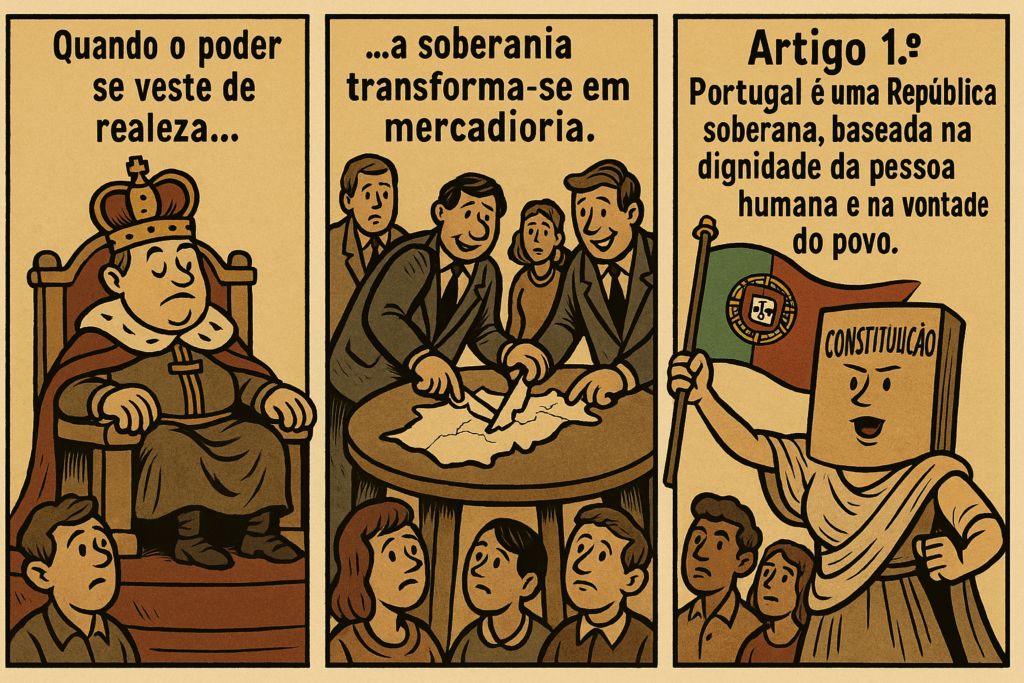 Quando o poder
se veste de
realeza...
...a soberania
transforma-se em
mercadioria.
Artigo 1.º
Portugal é uma República
soberana, baseada na
dignidade da pessoa
humana e na vontade
do povo.
CONSTITUIÇÃO